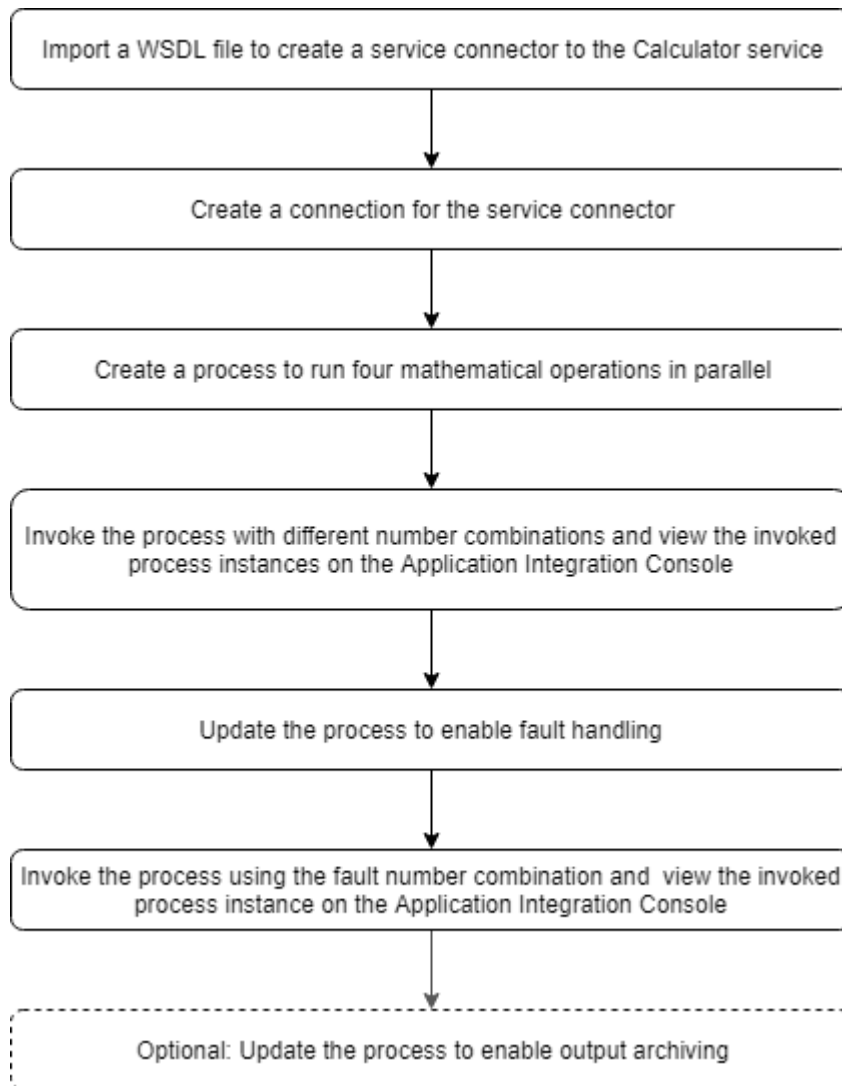 Import a WSDL file to create a service connector to the Calculator service
Create a connection for the service connector
Create a process to run four mathematical operations in parallel
Invoke the process with different number combinations and view the invoked
process instances on the Application Integration Console
Update the process to enable fault handling
Invoke the process using the fault number combination and  view the invoked
process instance on the Application Integration Console
Optional: Update the process to enable output archiving